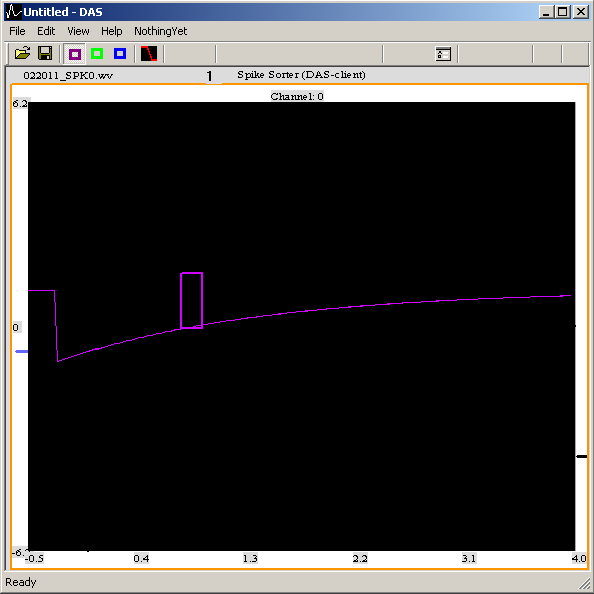 Untitled - DAS
File Edit View Help NothingYet
022011_SPK0.wv 1 Spike Sorter (DAS-client)
Channel: 0
6.2
0
-6.
-0.5 0.4 1.3 2.2 3.1 4.0
Ready